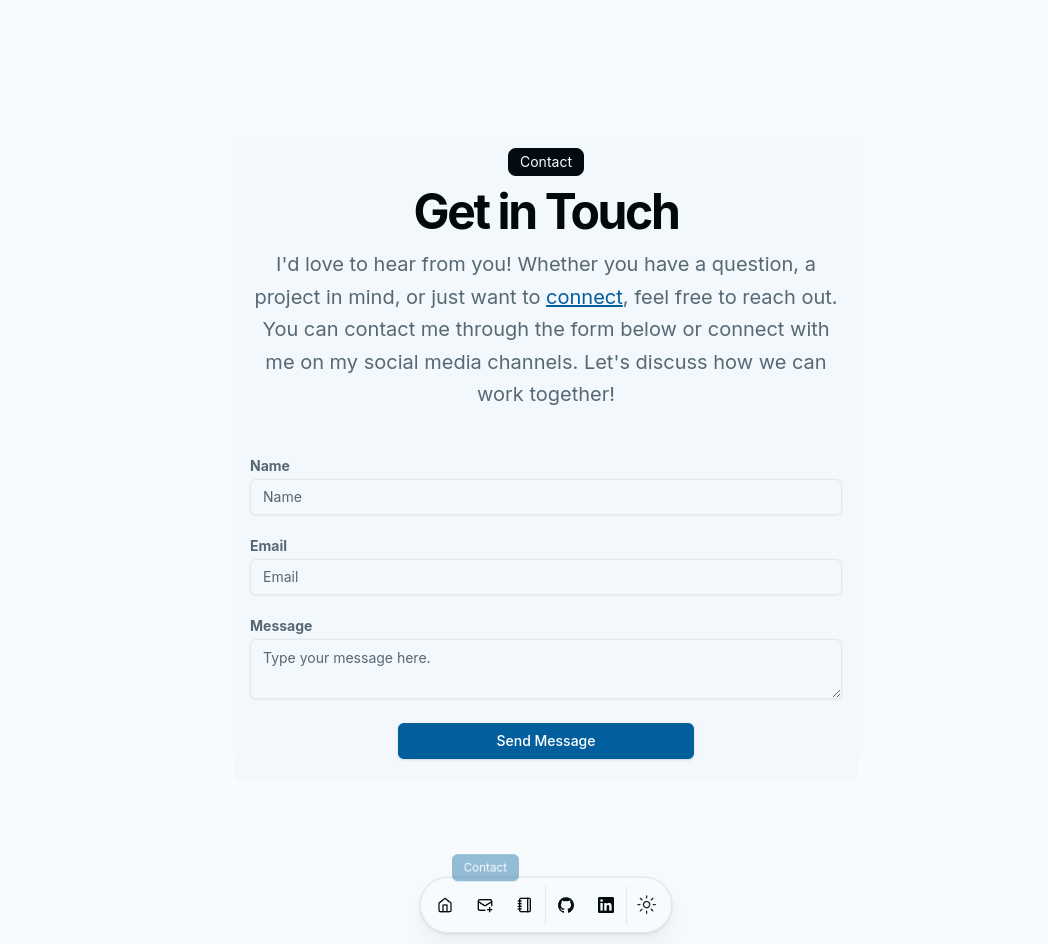 Contact
Get in Touch
I'd love to hear from you! Whether you have a question, a
project in mind, or just want to connect, feel free to reach out.
You can contact me through the form below or connect with
me on my social media channels. Let's discuss how we can
work together!
Name
Name
Email
Email
Message
Type your message here.
Send Message
Contact
in